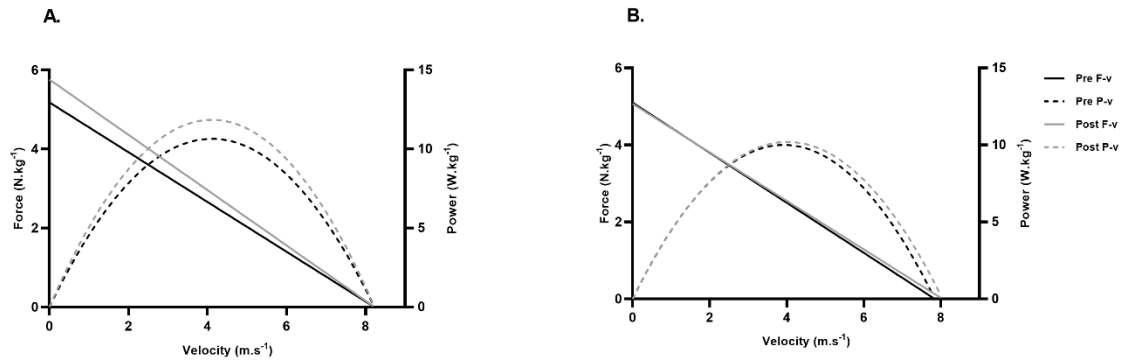 A.
B.
6
4
2
0
15
10
5
0
Force (N.kg⁻¹)
Power (W.kg⁻¹)
0 2 4 6 8
Velocity (m.s⁻¹)
6
4
2
0
15
10
5
0
Force (N.kg⁻¹)
Power (W.kg⁻¹)
0 2 4 6 8
Velocity (m.s⁻¹)
Pre F-v
Pre P-v
Post F-v
Post P-v